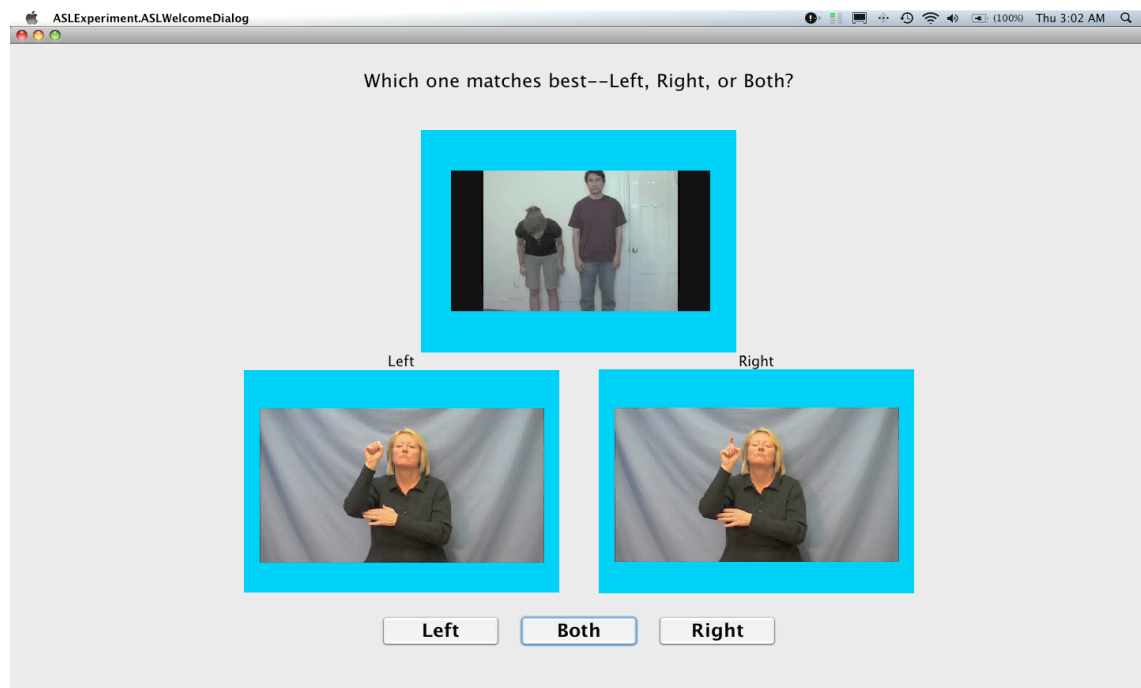 ASLExperiment.ASLWelcomeDialog (100%) Thu 3:02 AM
Which one matches best--Left, Right, or Both?
Left Right
Left Both Right